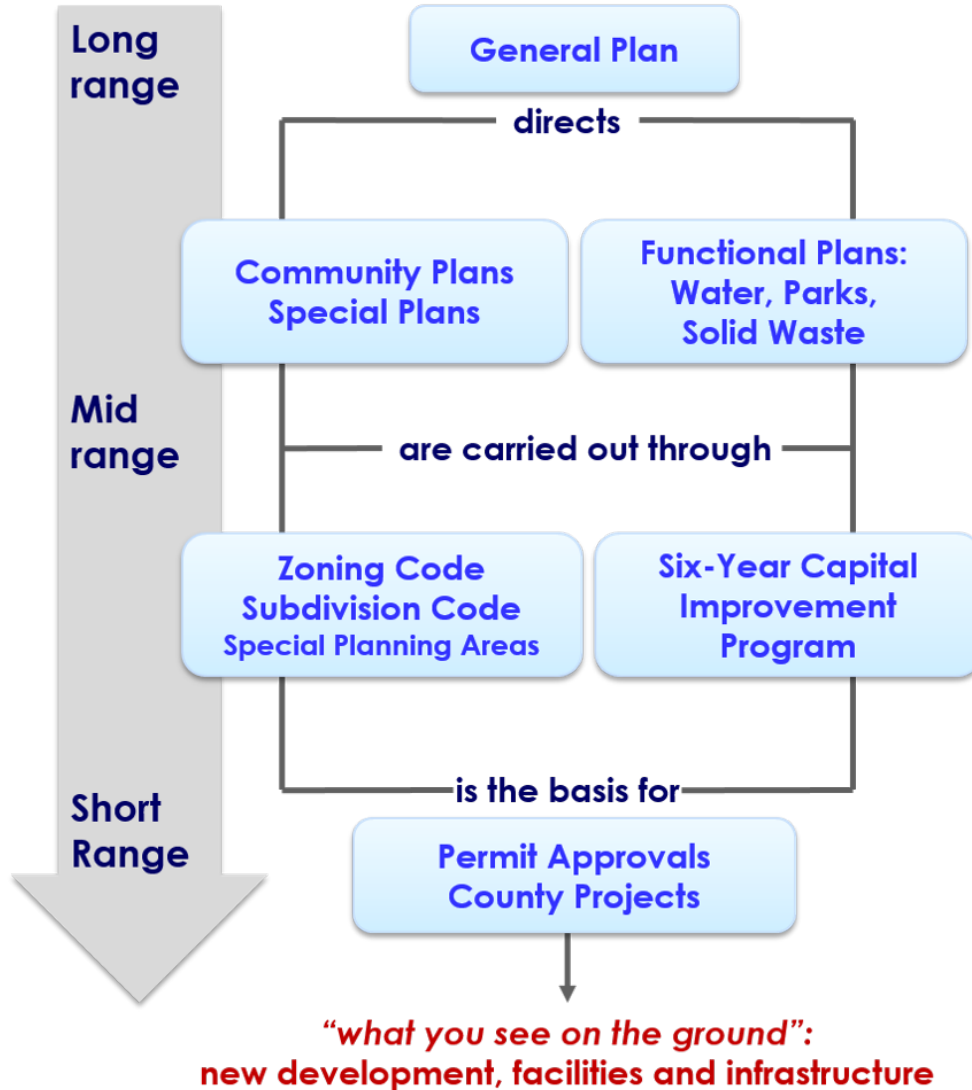 Long
range
General Plan
directs
Community Plans
Special Plans
Functional Plans:
Water, Parks,
Solid Waste
Mid
range
are carried out through
Zoning Code
Subdivision Code
Special Planning Areas
Six-Year Capital
Improvement
Program
Short
Range
is the basis for
Permit Approvals
County Projects
“what you see on the ground”:
new development, facilities and infrastructure